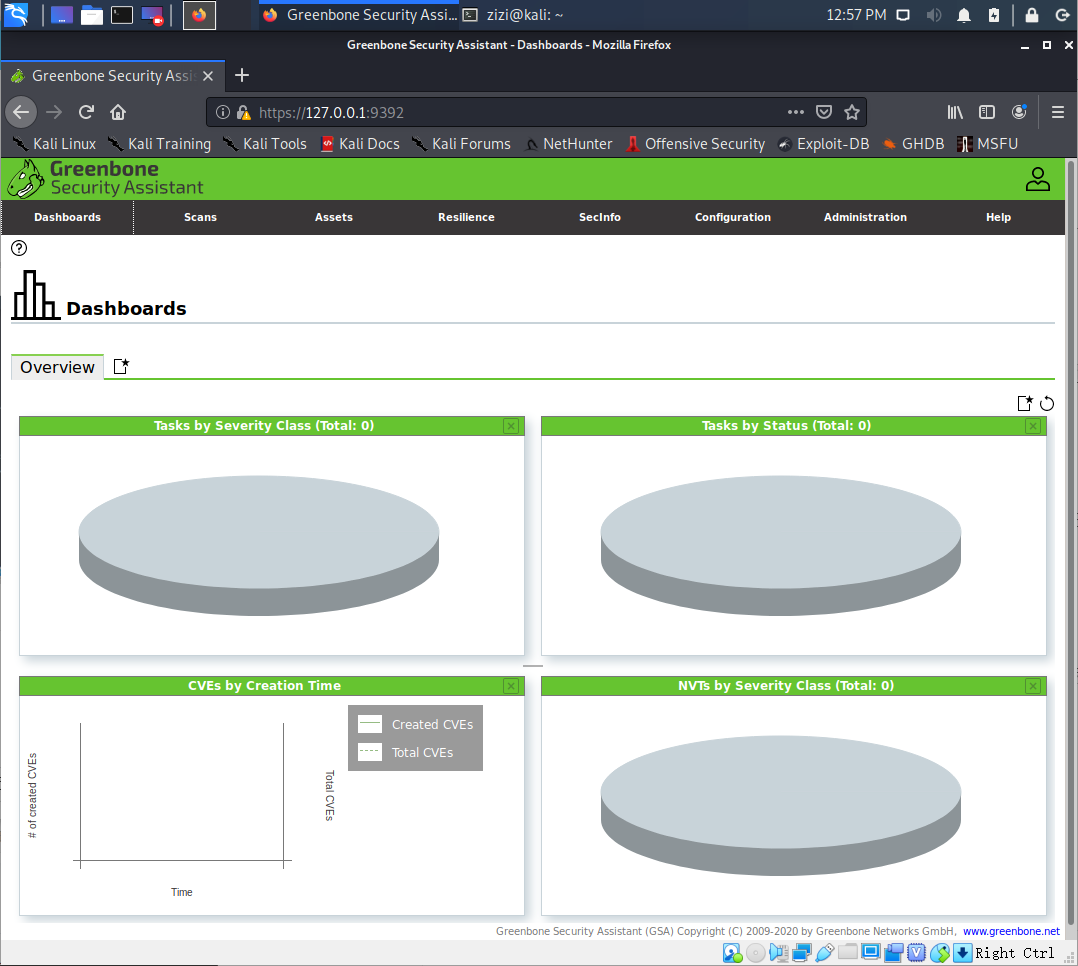 Greenbone Security Assi... zizi@kali: ~ 12:57 PM
Greenbone Security Assistant - Dashboards - Mozilla Firefox
Greenbone Security Assis
https://127.0.0.1:9392
Kali Linux Kali Training Kali Tools Kali Docs Kali Forums NetHunter Offensive Security Exploit-DB GHDB MSFU
Greenbone
Security Assistant
Dashboards Scans Assets Resilience SecInfo Configuration Administration Help
Dashboards
Overview
Tasks by Severity Class (Total: 0)
Tasks by Status (Total: 0)
CVEs by Creation Time
# of created CVEs
Time
Total CVEs
Created CVEs
Total CVEs
NVTs by Severity Class (Total: 0)
Greenbone Security Assistant (GSA) Copyright (C) 2009-2020 by Greenbone Networks GmbH, www.greenbone.net
Right Ctrl